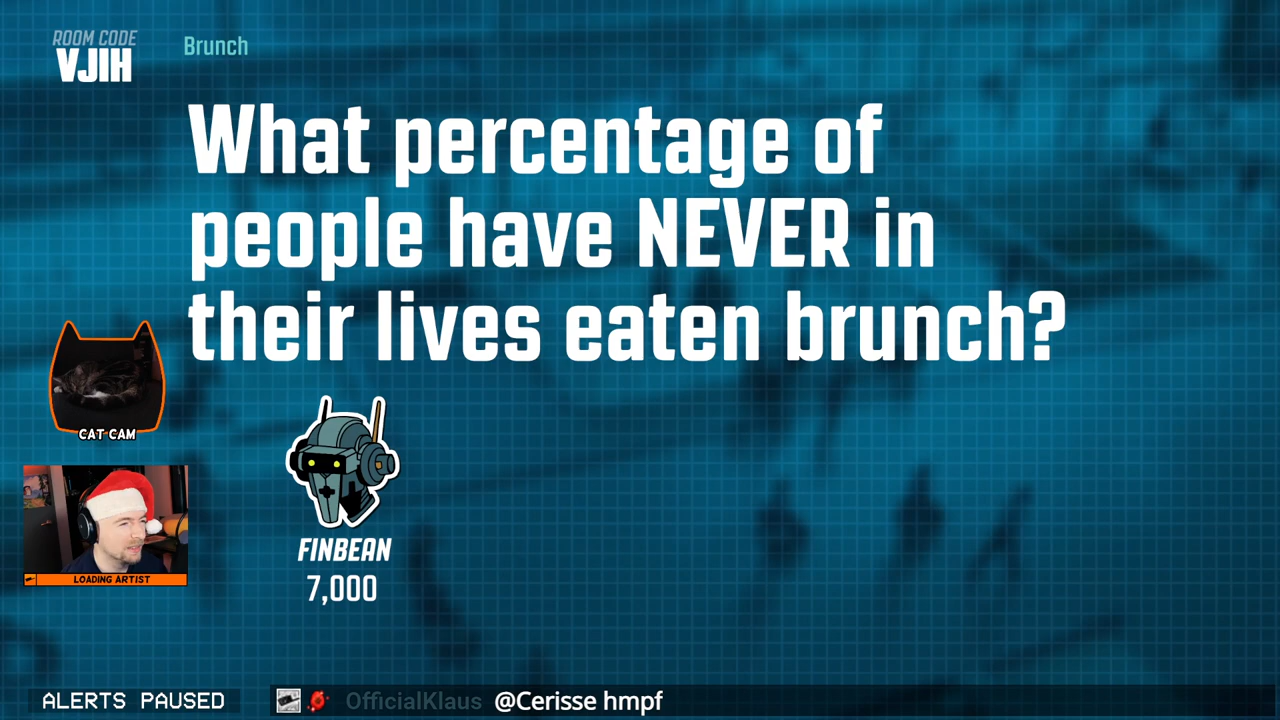 ROOM CODE
VJIH
Brunch
What percentage of
people have NEVER in
their lives eaten brunch?
CAT CAM
LOADING ARTIST
FINBEAN
7,000
ALERTS PAUSED
OfficialKlaus @Cerisse hmpf